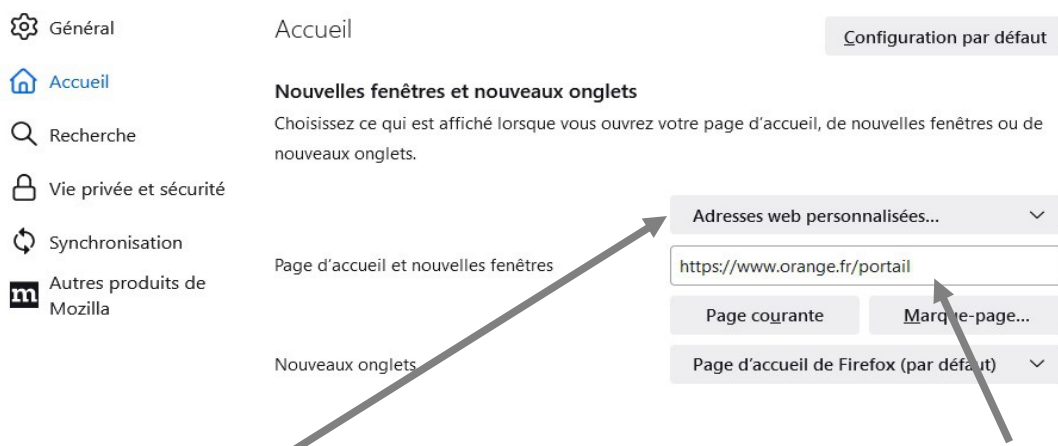 Général
Accueil
Recherche
Vie privée et sécurité
Synchronisation
m Autres produits de
Mozilla
Accueil
Configuration par défaut
Nouvelles fenêtres et nouveaux onglets
Choisissez ce qui est affiché lorsque vous ouvrez votre page d’accueil, de nouvelles fenêtres ou de
nouveaux onglets.
Adresses web personnalisées...
Page d’accueil et nouvelles fenêtres
https://www.orange.fr/portail
Page courante
Marque-page...
Nouveaux onglets
Page d’accueil de Firefox (par défaut)